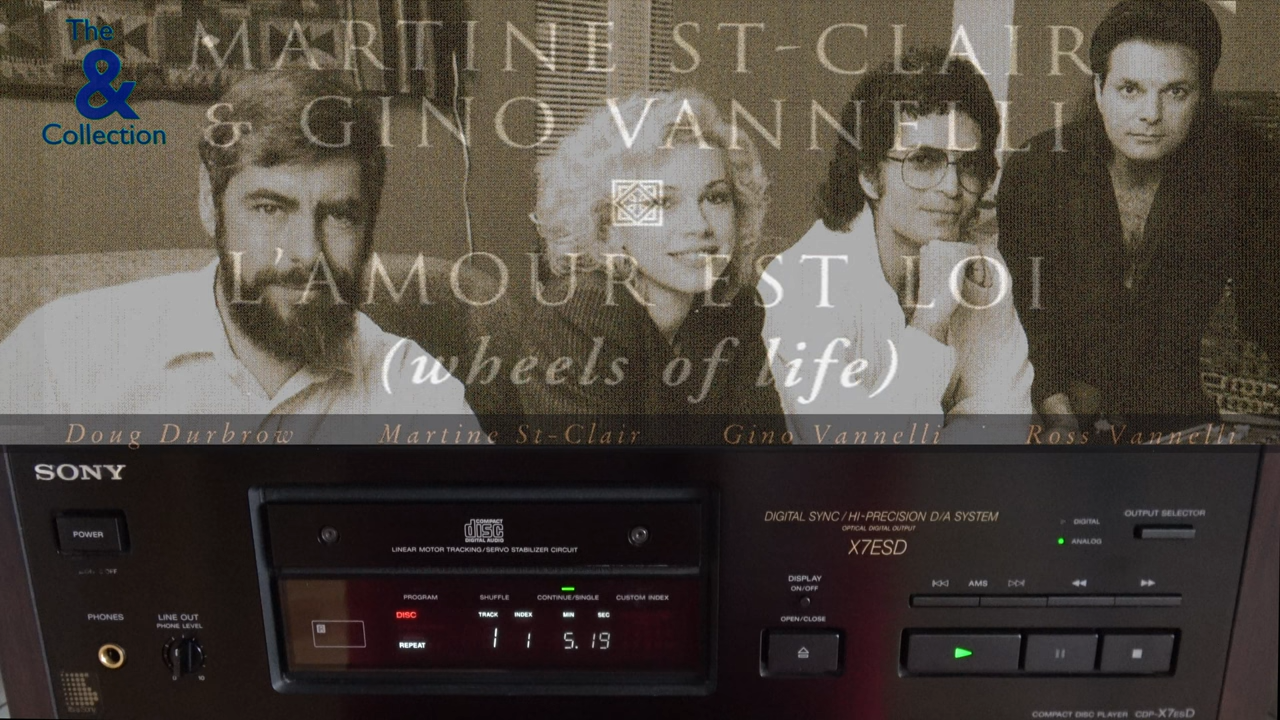 The
&
Collection
MARTINE ST-CLAIR
& GINO VANNELLI
L'AMOUR EST LOI
(wheels of life)
Doug Durbrow Martine St-Clair Gino Vannelli Ross Vannelli
SONY
POWER
PHONES
LINE OUT
PHONE LEVEL
0 10
COMPACT
disc
DIGITAL AUDIO
LINEAR MOTOR TRACKING/SERVO STABILIZER CIRCUIT
PROGRAM SHUFFLE CONTINUE/SINGLE CUSTOM INDEX
DISC TRACK INDEX MIN SEC
REPEAT 1 1 5. 19
DIGITAL SYNC / HI-PRECISION D/A SYSTEM
OPTICAL DIGITAL OUTPUT
X7ESD
DIGITAL
ANALOG
OUTPUT SELECTOR
DISPLAY
ON/OFF
OPEN/CLOSE
AMS
COMPACT DISC PLAYER CDP-X7ESD